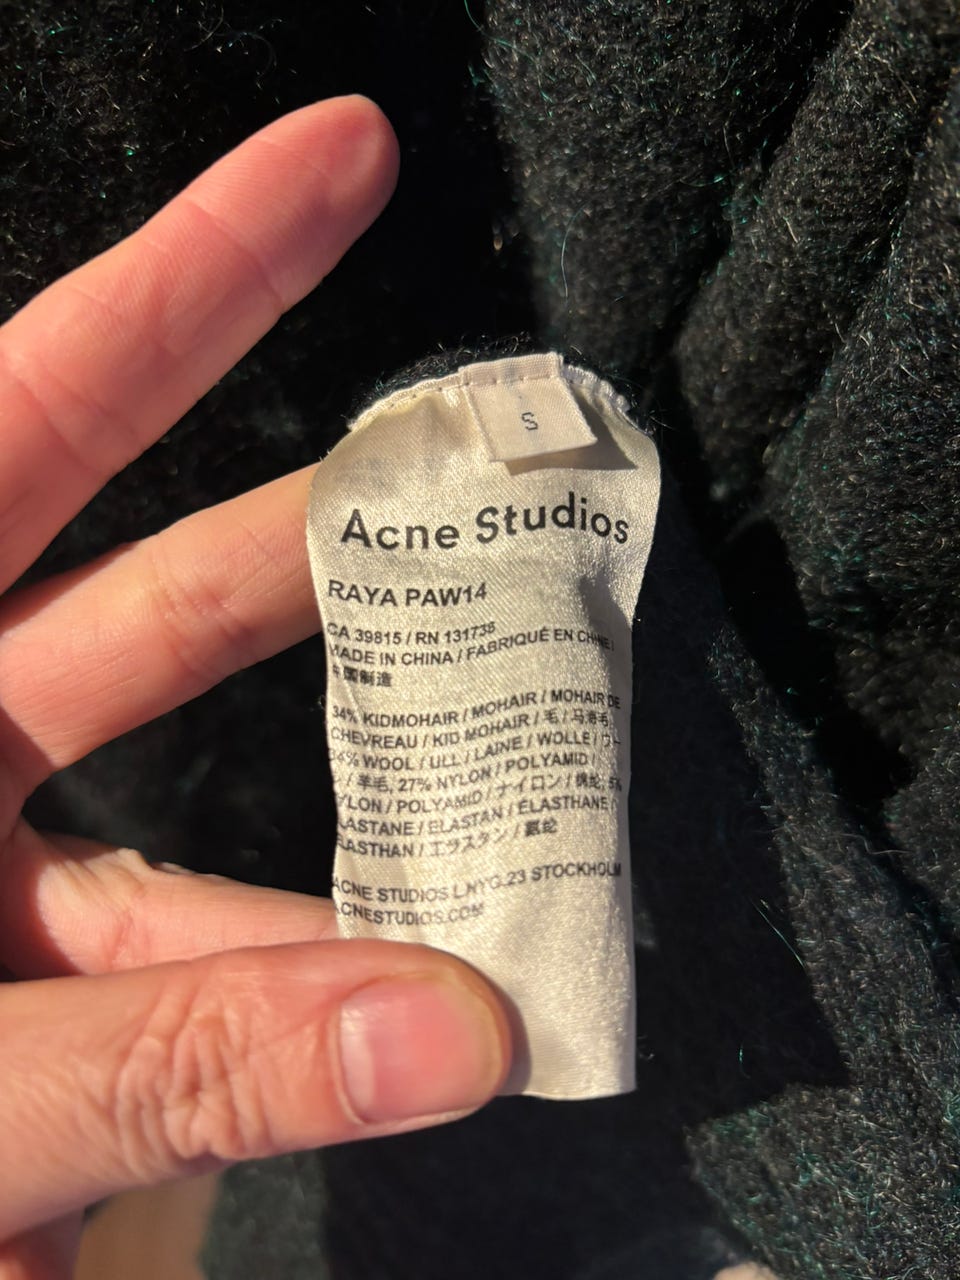 S
Acne Studios
RAYA PAW14
CA 39815 / RN 131738
MADE IN CHINA / FABRIQUÉ EN CHINE /
中国制造
34% KIDMOHAIR / MOHAIR / MOHAIR DE
CHEVREAU / KID MOHAIR / 毛 / 马海毛,
34% WOOL / ULL / LAINE / WOLLE / ウール
/ 羊毛, 27% NYLON / POLYAMID /
NYLON / POLYAMID / ナイロン / 锦纶, 5%
ELASTANE / ELASTAN / ÉLASTHANE /
ELASTHAN / エラスタン / 氨纶
ACNE STUDIOS L.NYG.23 STOCKHOLM
ACNESTUDIOS.COM